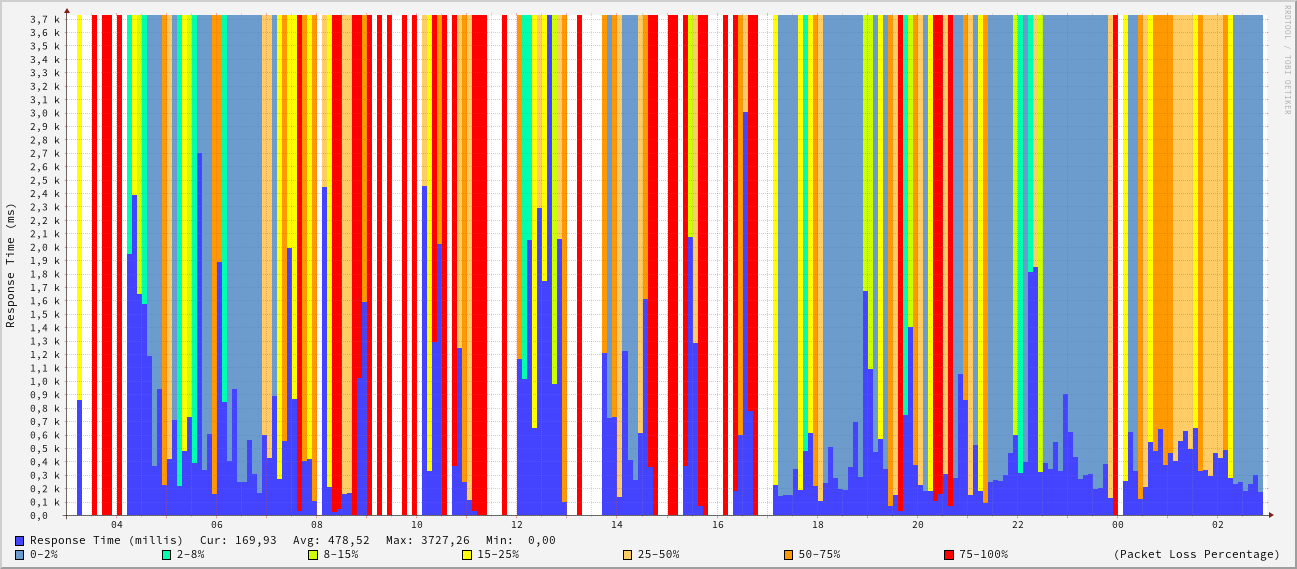 RRDTOOL / TOBI OETIKER
Response Time (ms)
3,7 k
3,6 k
3,5 k
3,4 k
3,3 k
3,2 k
3,1 k
3,0 k
2,9 k
2,8 k
2,7 k
2,6 k
2,5 k
2,4 k
2,3 k
2,2 k
2,1 k
2,0 k
1,9 k
1,8 k
1,7 k
1,6 k
1,5 k
1,4 k
1,3 k
1,2 k
1,1 k
1,0 k
0,9 k
0,8 k
0,7 k
0,6 k
0,5 k
0,4 k
0,3 k
0,2 k
0,1 k
0,0
04 06 08 10 12 14 16 18 20 22 00 02
Response Time (millis) Cur: 169,93 Avg: 478,52 Max: 3727,26 Min: 0,00
0-2% 2-8% 8-15% 15-25% 25-50% 50-75% 75-100% (Packet Loss Percentage)